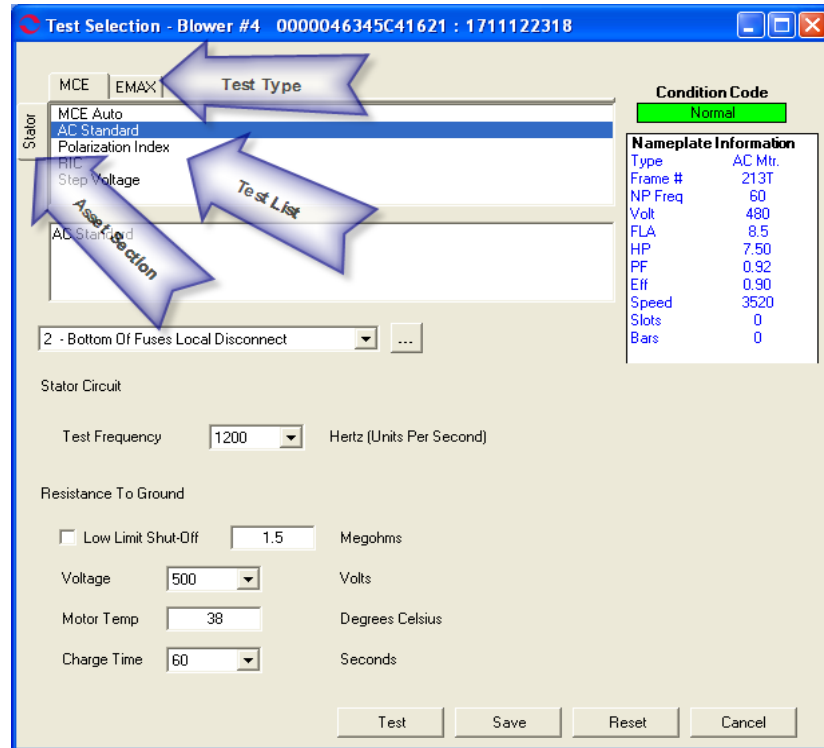 Test Selection - Blower #4 0000046345C41621 : 1711122318
MCE EMAX Test Type
Stator
MCE Auto
AC Standard
Polarization Index
RIC
Step Voltage
Test List
Asset Section
AC Standard
Condition Code
Normal
Nameplate Information
Type AC Mtr.
Frame # 213T
NP Freq 60
Volt 480
FLA 8.5
HP 7.50
PF 0.92
Eff 0.90
Speed 3520
Slots 0
Bars 0
2 - Bottom Of Fuses Local Disconnect ...
Stator Circuit
Test Frequency 1200 Hertz (Units Per Second)
Resistance To Ground
Low Limit Shut-Off 1.5 Megohms
Voltage 500 Volts
Motor Temp 38 Degrees Celsius
Charge Time 60 Seconds
Test Save Reset Cancel